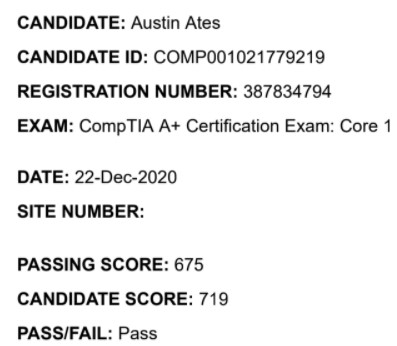 CANDIDATE: Austin Ates
CANDIDATE ID: COMP001021779219
REGISTRATION NUMBER: 387834794
EXAM: CompTIA A+ Certification Exam: Core 1
DATE: 22-Dec-2020
SITE NUMBER:
PASSING SCORE: 675
CANDIDATE SCORE: 719
PASS/FAIL: Pass